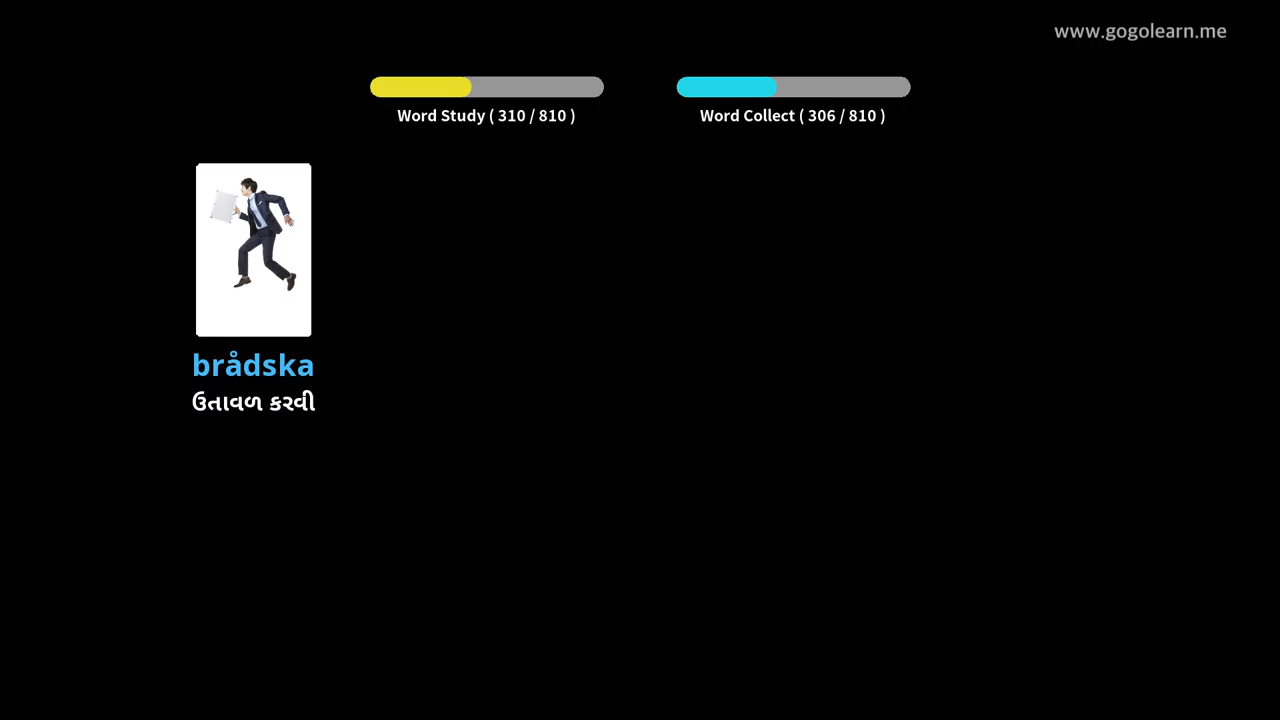 www.gogolearn.me
Word Study ( 310 / 810 )
Word Collect ( 306 / 810 )
brådska
ઉતાવળ કરવી